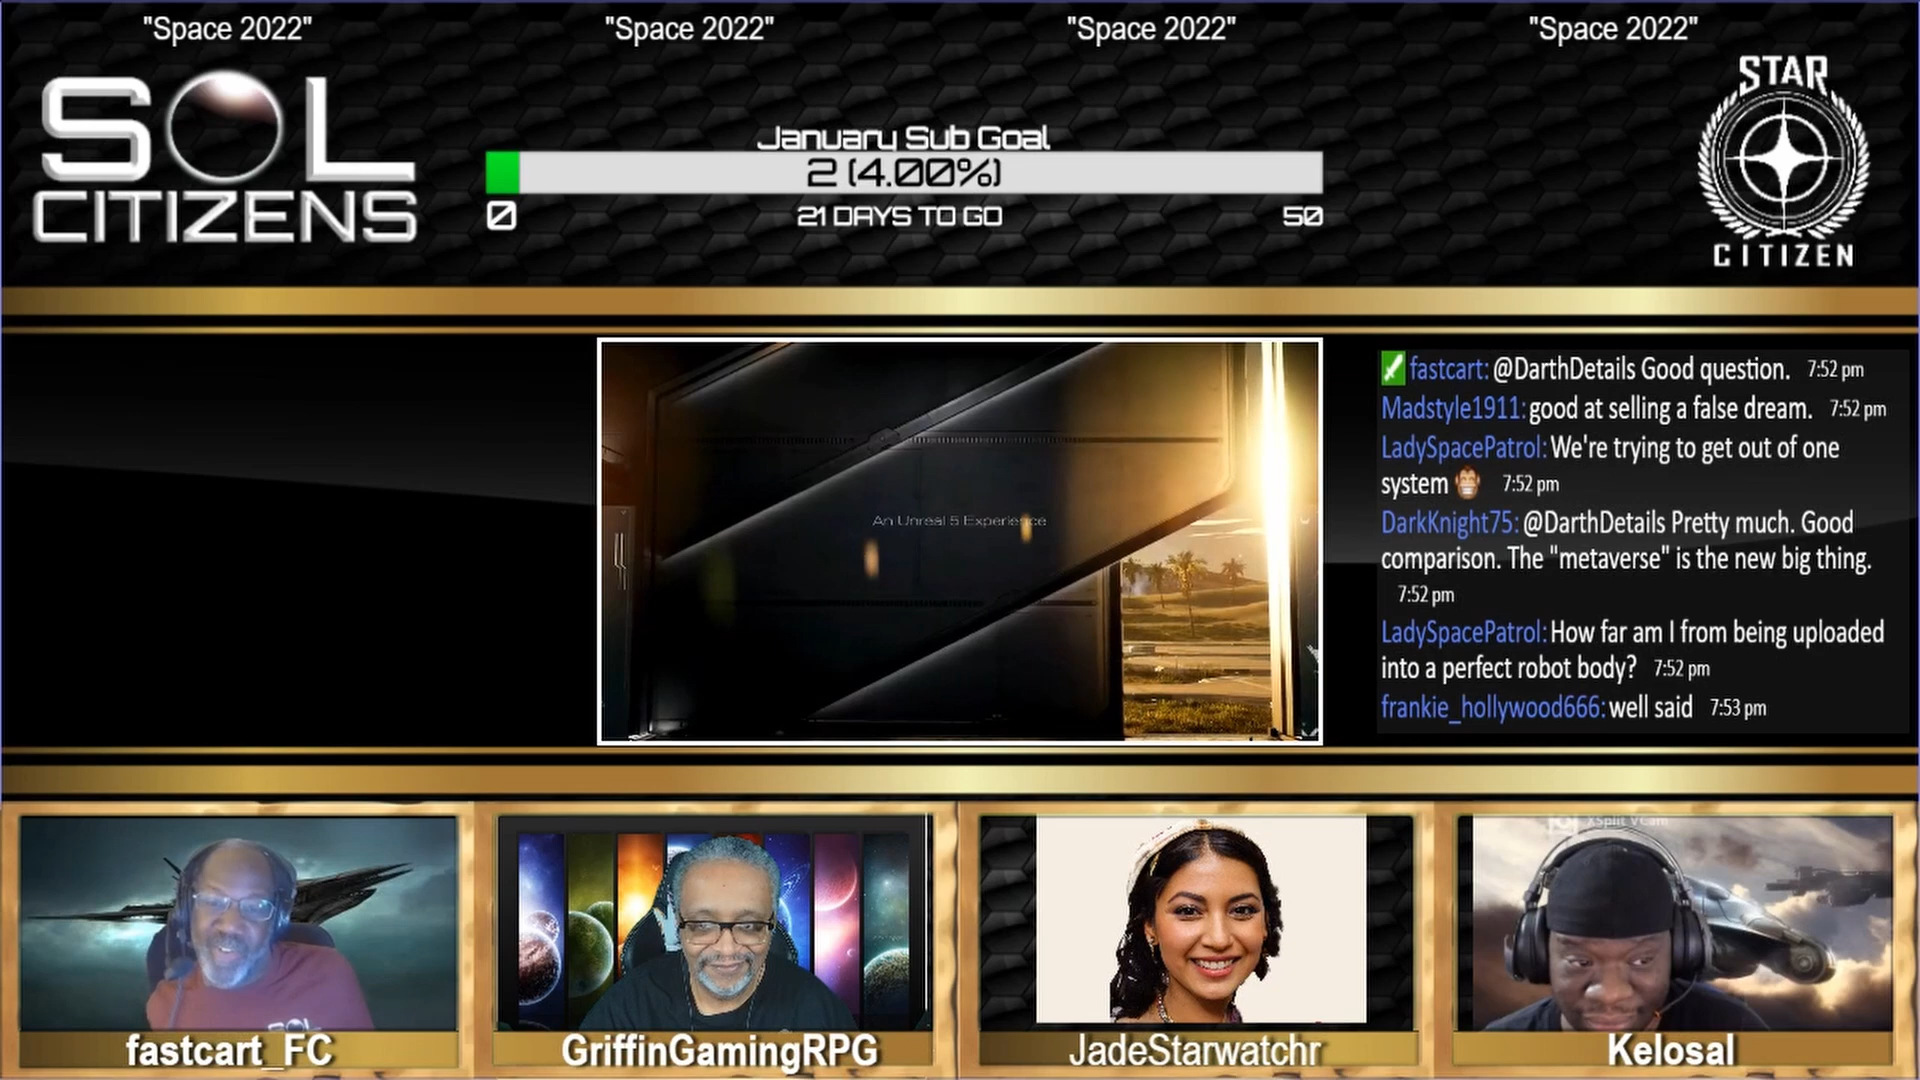 "Space 2022" "Space 2022" "Space 2022" "Space 2022"
SOL
CITIZENS
January Sub Goal
2 (4.00%)
0 21 DAYS TO GO 50
STAR
CITIZEN
An Unreal 5 Experience
fastcart: @DarthDetails Good question. 7:52 pm
Madstyle1911: good at selling a false dream. 7:52 pm
LadySpacePatrol: We're trying to get out of one
system 7:52 pm
DarkKnight75: @DarthDetails Pretty much. Good
comparison. The "metaverse" is the new big thing.
7:52 pm
LadySpacePatrol: How far am I from being uploaded
into a perfect robot body? 7:52 pm
frankie_hollywood666: well said 7:53 pm
XSplit VCam
fastcart_FC
GriffinGamingRPG
JadeStarwatchr
Kelosal